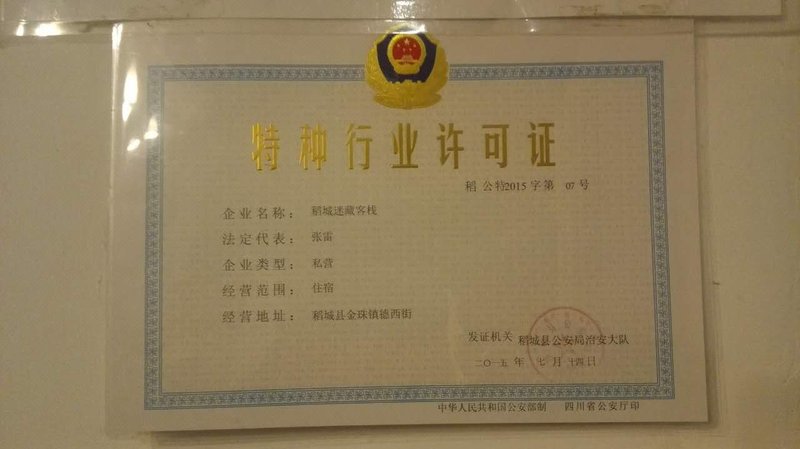 特种行业许可证
稻 公特2015字第 07号
企业名称： 稻城迷藏客栈
法定代表： 张雷
企业类型： 私营
经营范围： 住宿
经营地址： 稻城县金珠镇德西街
发证机关 稻城县公安局治安大队
二〇一五年 七月 十四日
中华人民共和国公安部制 四川省公安厅印